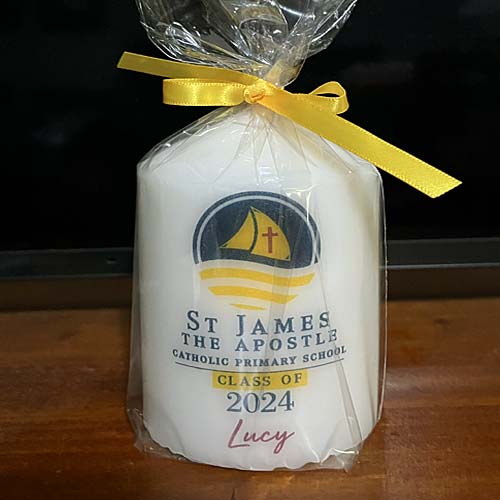 St James
the Apostle
Catholic Primary School
Class of
2024
Lucy